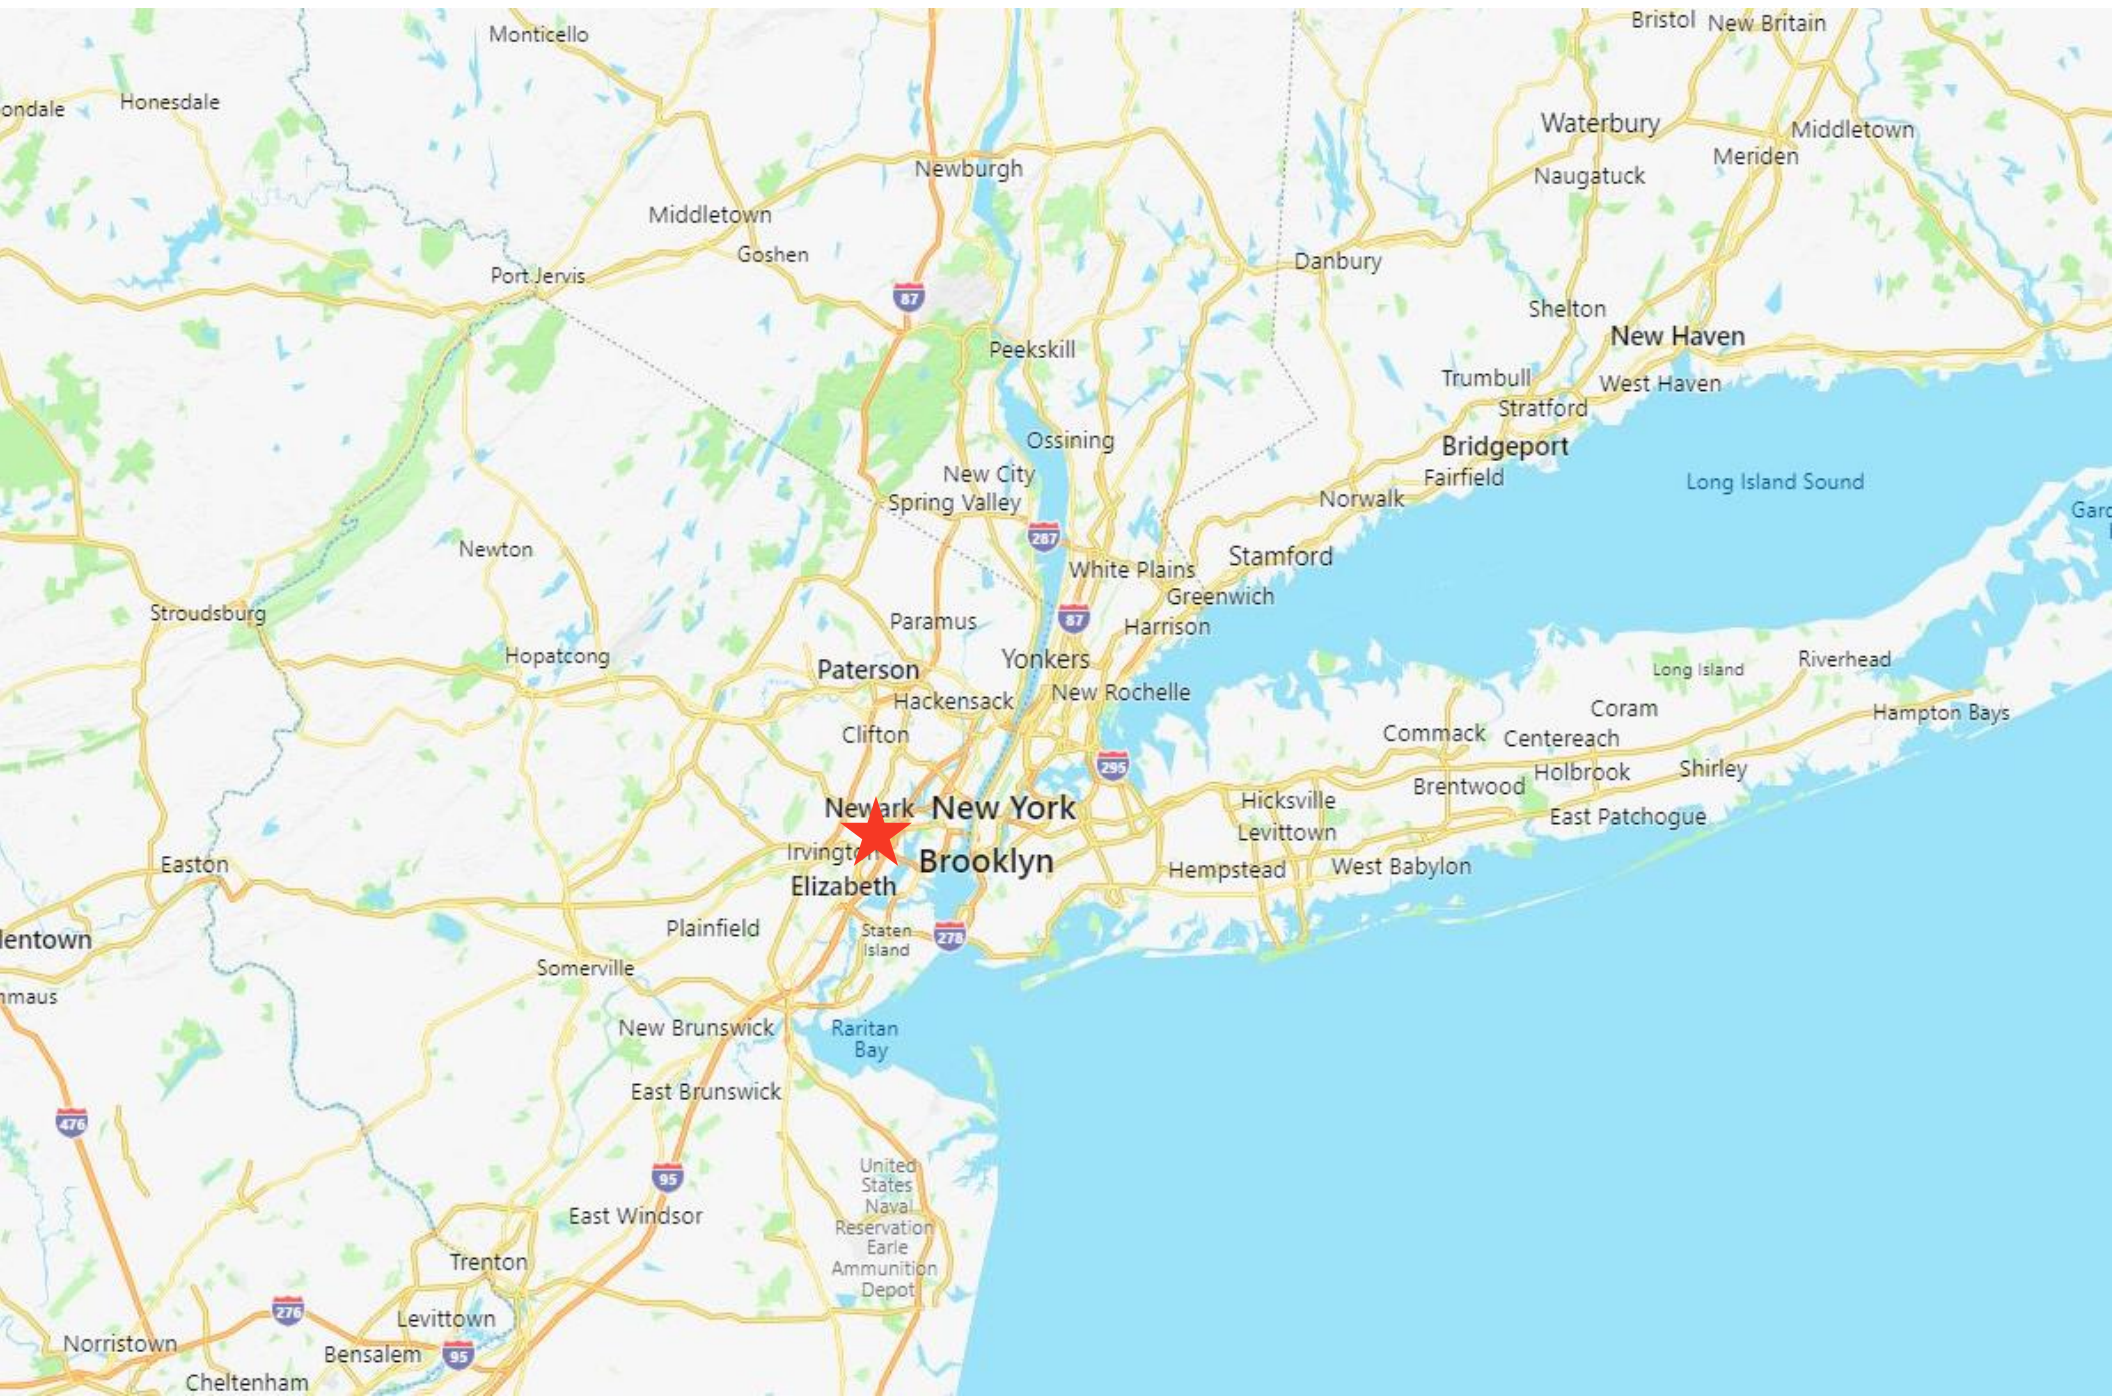 Bristol
New Britain
Monticello
ondale
Honesdale
Waterbury
Middletown
Meriden
Newburgh
Naugatuck
Middletown
Goshen
Danbury
Port Jervis
87
Shelton
New Haven
Peekskill
Trumbull
West Haven
Stratford
Ossining
Bridgeport
New City
Fairfield
Long Island Sound
Spring Valley
Norwalk
Gard
287
Newton
Stamford
White Plains
Greenwich
Stroudsburg
87
Paramus
Harrison
Hopatcong
Paterson
Yonkers
Long Island
Riverhead
Hackensack
New Rochelle
Coram
Hampton Bays
Clifton
Commack
Centereach
295
Holbrook
Shirley
Brentwood
Newark
New York
Hicksville
East Patchogue
Levittown
Irvington
Easton
Brooklyn
Hempstead
West Babylon
Elizabeth
Plainfield
Staten
Island
278
lentown
Somerville
mmaus
New Brunswick
Raritan
Bay
East Brunswick
476
United
States
Naval
Reservation
Earle
Ammunition
Depot
95
East Windsor
Trenton
276
Levittown
Norristown
Bensalem
95
Cheltenham